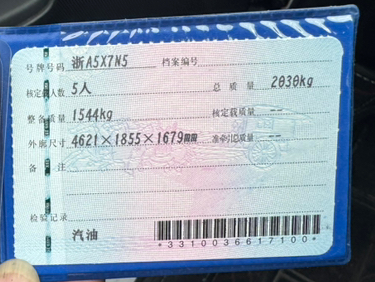 号牌号码 浙A5X7N5 档案编号
核定载人数 5人 总质量 2030kg
整备质量 1544kg 核定载质量 --
外廓尺寸 4621×1855×1679mm 准牵引总质量 --
备注
检验记录
汽油
*3310036617100*